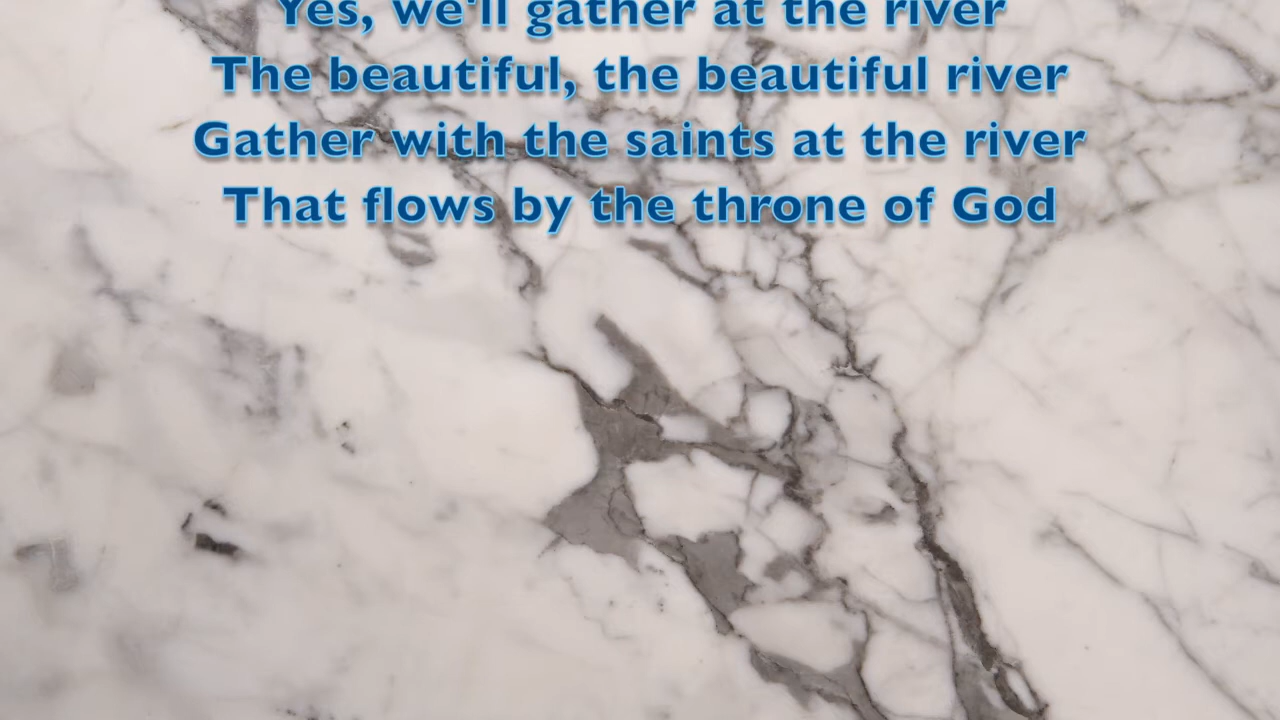 Yes, we'll gather at the river
The beautiful, the beautiful river
Gather with the saints at the river
That flows by the throne of God